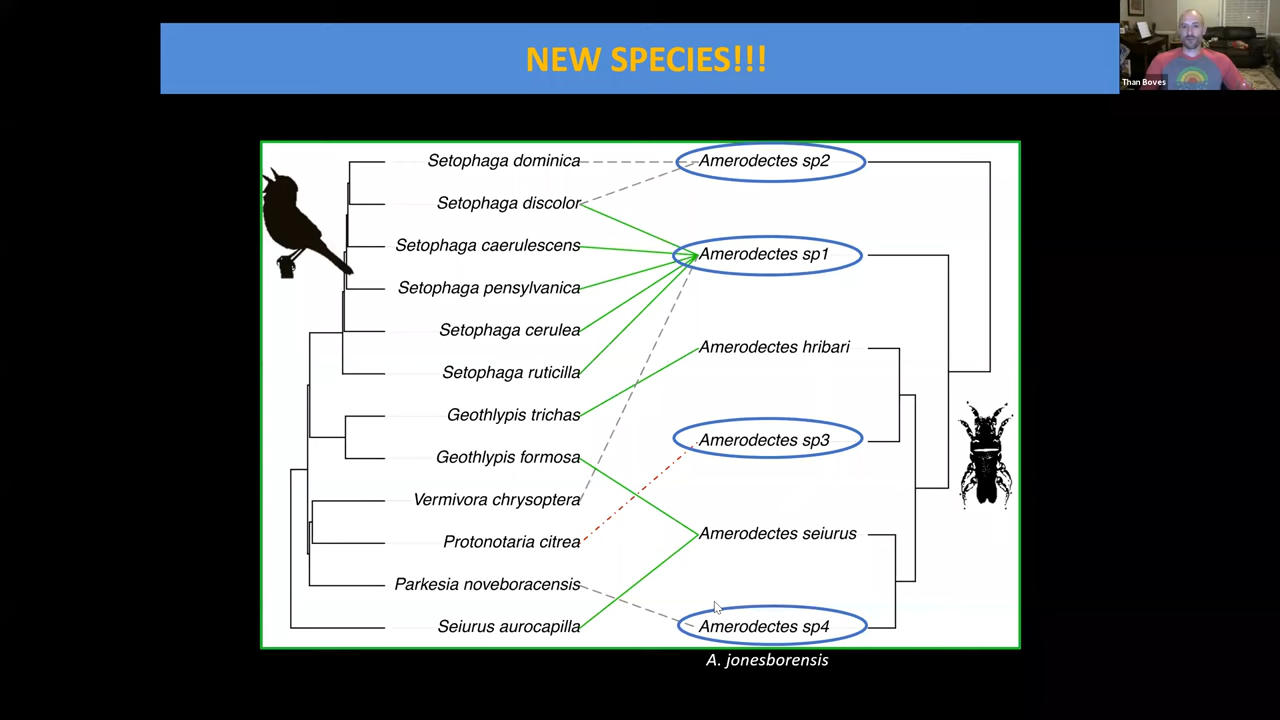 NEW SPECIES!!!
Than Boves
Setophaga dominica
Setophaga discolor
Setophaga caerulescens
Setophaga pensylvanica
Setophaga cerulea
Setophaga ruticilla
Geothlypis trichas
Geothlypis formosa
Vermivora chrysoptera
Protonotaria citrea
Parkesia noveboracensis
Seiurus aurocapilla
Amerodectes sp2
Amerodectes sp1
Amerodectes hribari
Amerodectes sp3
Amerodectes seiurus
Amerodectes sp4
A. jonesborensis